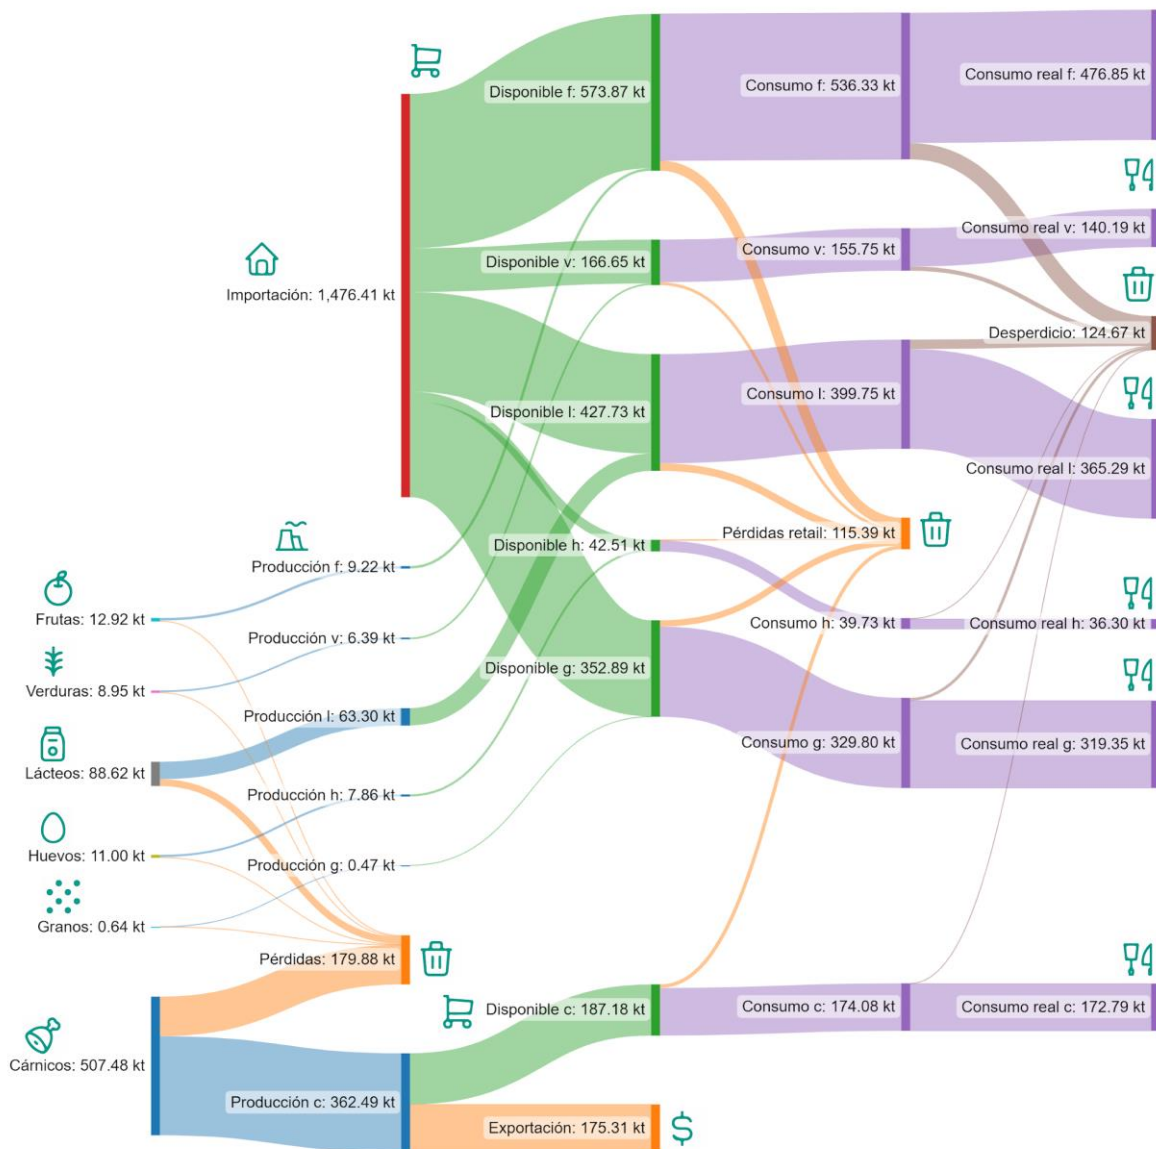 Disponible f: 573.87 kt
Consumo f: 536.33 kt
Consumo real f: 476.85 kt
Importación: 1,476.41 kt
Disponible v: 166.65 kt
Consumo v: 155.75 kt
Consumo real v: 140.19 kt
Desperdicio: 124.67 kt
Disponible l: 427.73 kt
Consumo l: 399.75 kt
Consumo real l: 365.29 kt
Pérdidas retail: 115.39 kt
Disponible h: 42.51 kt
Producción f: 9.22 kt
Frutas: 12.92 kt
Consumo h: 39.73 kt
Consumo real h: 36.30 kt
Producción v: 6.39 kt
Disponible g: 352.89 kt
Verduras: 8.95 kt
Producción l: 63.30 kt
Consumo g: 329.80 kt
Consumo real g: 319.35 kt
Lácteos: 88.62 kt
Producción h: 7.86 kt
Huevos: 11.00 kt
Producción g: 0.47 kt
Granos: 0.64 kt
Pérdidas: 179.88 kt
Disponible c: 187.18 kt
Consumo c: 174.08 kt
Consumo real c: 172.79 kt
Cárnicos: 507.48 kt
Producción c: 362.49 kt
Exportación: 175.31 kt
$